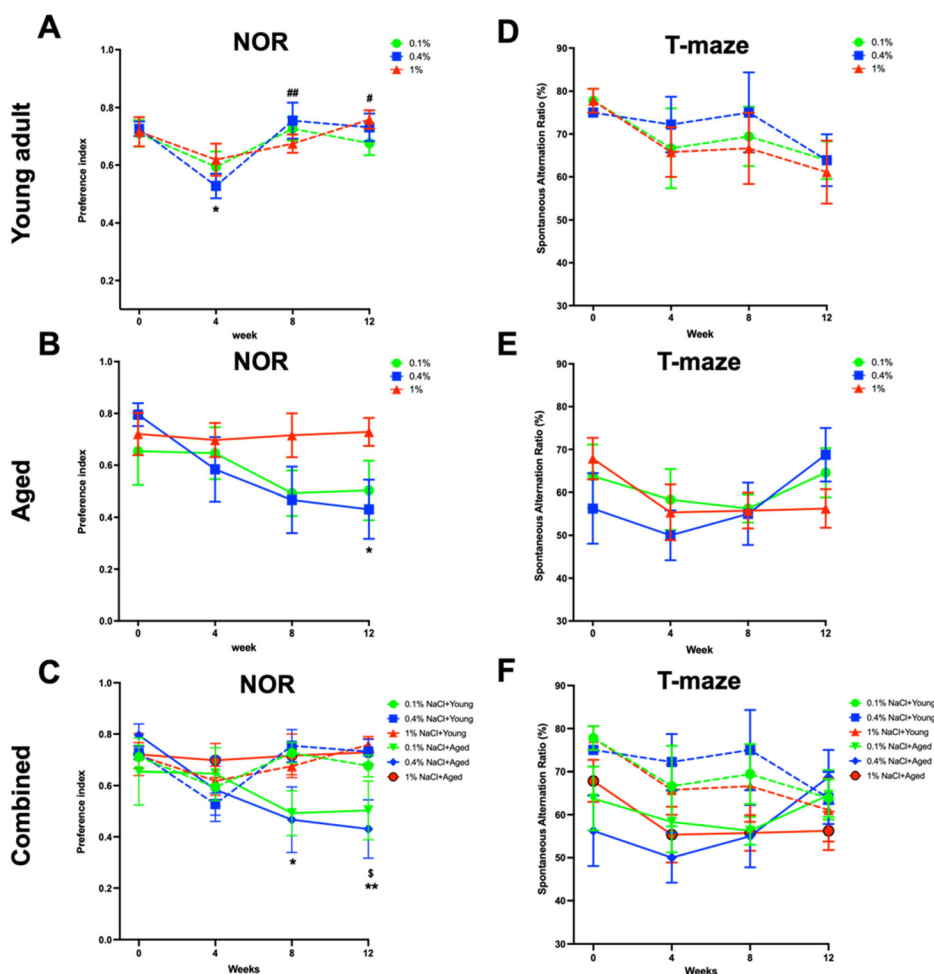 A
NOR
0.1%
0.4%
1%
Young adult
Preference index
1.0
0.8
0.6
0.4
0.2
##
#
*
0
4
8
12
week
D
T-maze
0.1%
0.4%
1%
Spontaneous Alternation Ratio (%)
90
80
70
60
50
40
30
0
4
8
12
Week
B
NOR
0.1%
0.4%
1%
Aged
Preference index
1.0
0.8
0.6
0.4
0.2
0.0
*
0
4
8
12
week
E
T-maze
0.1%
0.4%
1%
Spontaneous Alternation Ratio (%)
90
80
70
60
50
40
30
0
4
8
12
Week
C
NOR
0.1% NaCl+Young
0.4% NaCl+Young
1% NaCl+Young
0.1% NaCl+Aged
0.4% NaCl+Aged
1% NaCl+Aged
Combined
Preference index
1.0
0.8
0.6
0.4
0.2
0.0
*
$
**
0
4
8
12
Weeks
F
T-maze
0.1% NaCl+Young
0.4% NaCl+Young
1% NaCl+Young
0.1% NaCl+Aged
0.4% NaCl+Aged
1% NaCl+Aged
Spontaneous Alternation Ratio (%)
90
80
70
60
50
40
30
0
4
8
12
Weeks